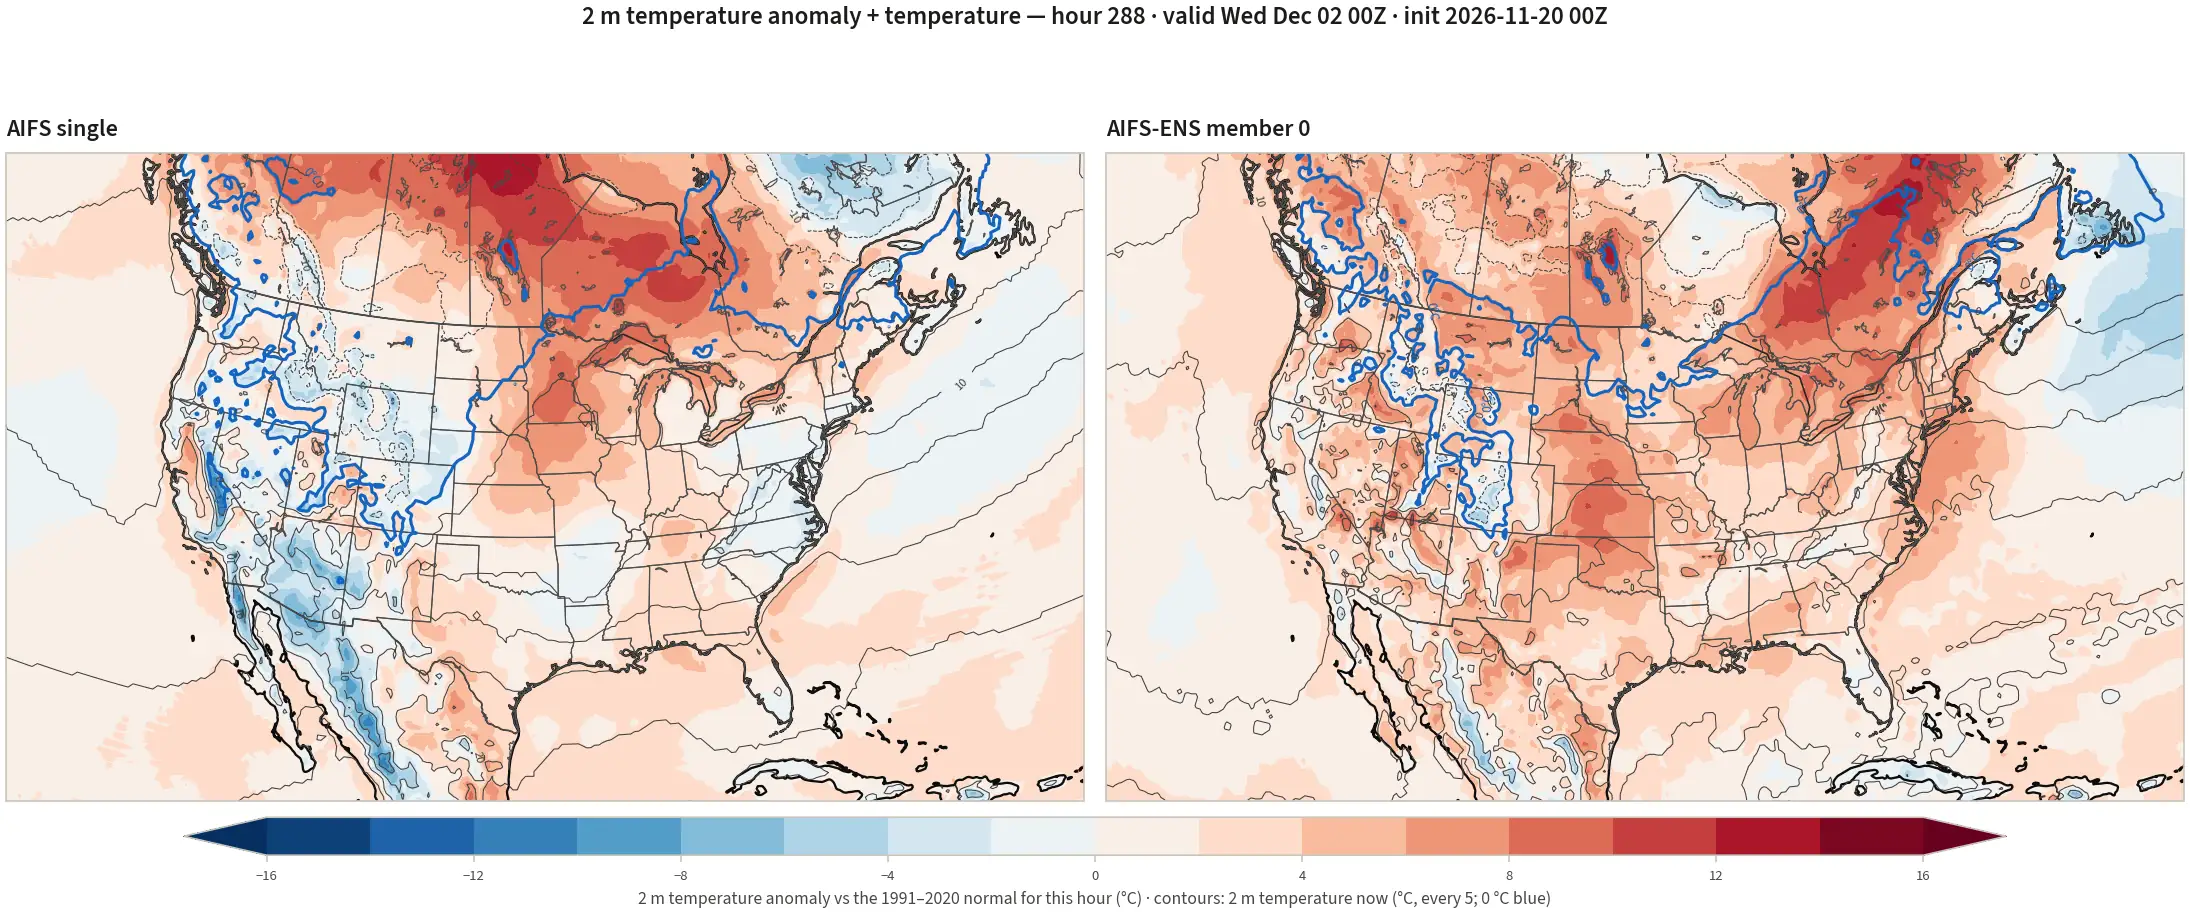 2 m temperature anomaly + temperature — hour 288 · valid Wed Dec 02 00Z · init 2026-11-20 00Z
AIFS single
AIFS-ENS member 0
10
−16 −12 −8 −4 0 4 8 12 16
2 m temperature anomaly vs the 1991–2020 normal for this hour (°C) · contours: 2 m temperature now (°C, every 5; 0 °C blue)